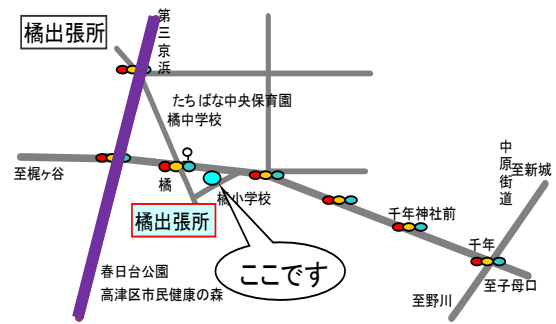 橘出張所
第三京浜
たちばな中央保育園
橘中学校
中原街道
至新城
至梶ヶ谷
橘
橘小学校
橘出張所
千年神社前
千年
ここです
春日台公園
高津区市民健康の森
至子母口
至野川